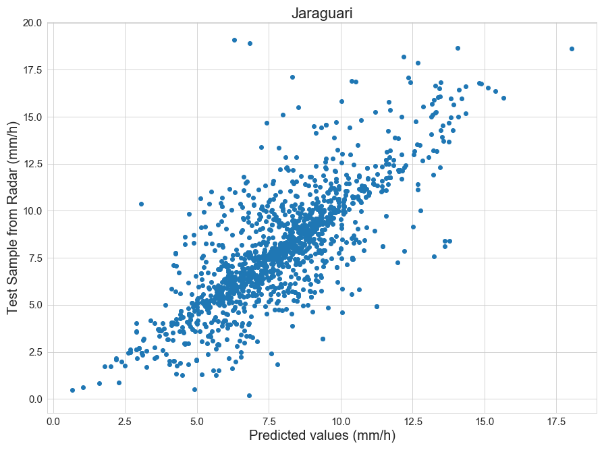 Jaraguari
Test Sample from Radar (mm/h)
20.0
17.5
15.0
12.5
10.0
7.5
5.0
2.5
0.0
0.0 2.5 5.0 7.5 10.0 12.5 15.0 17.5
Predicted values (mm/h)